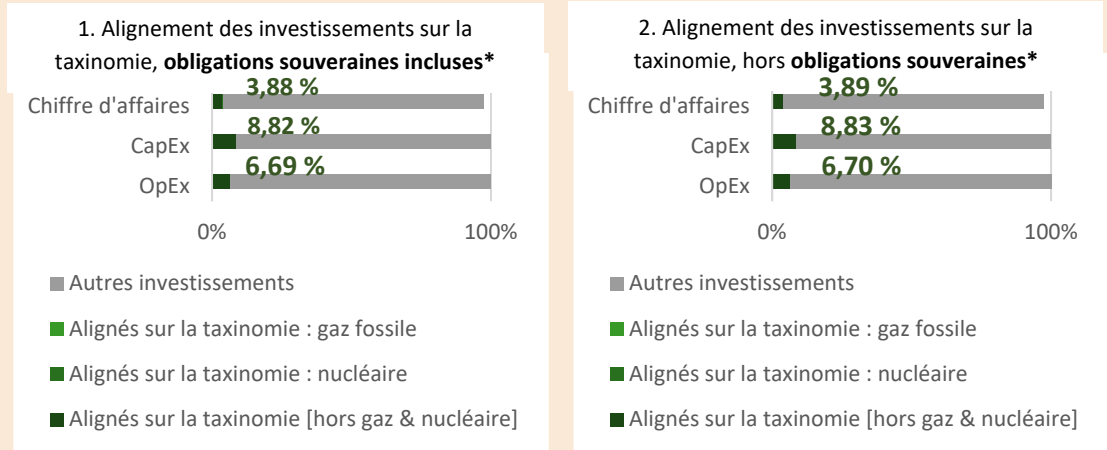 1. Alignement des investissements sur la
taxinomie, obligations souveraines incluses*
Chiffre d'affaires
3,88 %
CapEx
8,82 %
OpEx
6,69 %
0%
100%
Autres investissements
Alignés sur la taxinomie : gaz fossile
Alignés sur la taxinomie : nucléaire
Alignés sur la taxinomie [hors gaz & nucléaire]
2. Alignement des investissements sur la
taxinomie, hors obligations souveraines*
Chiffre d'affaires
3,89 %
CapEx
8,83 %
OpEx
6,70 %
0%
100%
Autres investissements
Alignés sur la taxinomie : gaz fossile
Alignés sur la taxinomie : nucléaire
Alignés sur la taxinomie [hors gaz & nucléaire]